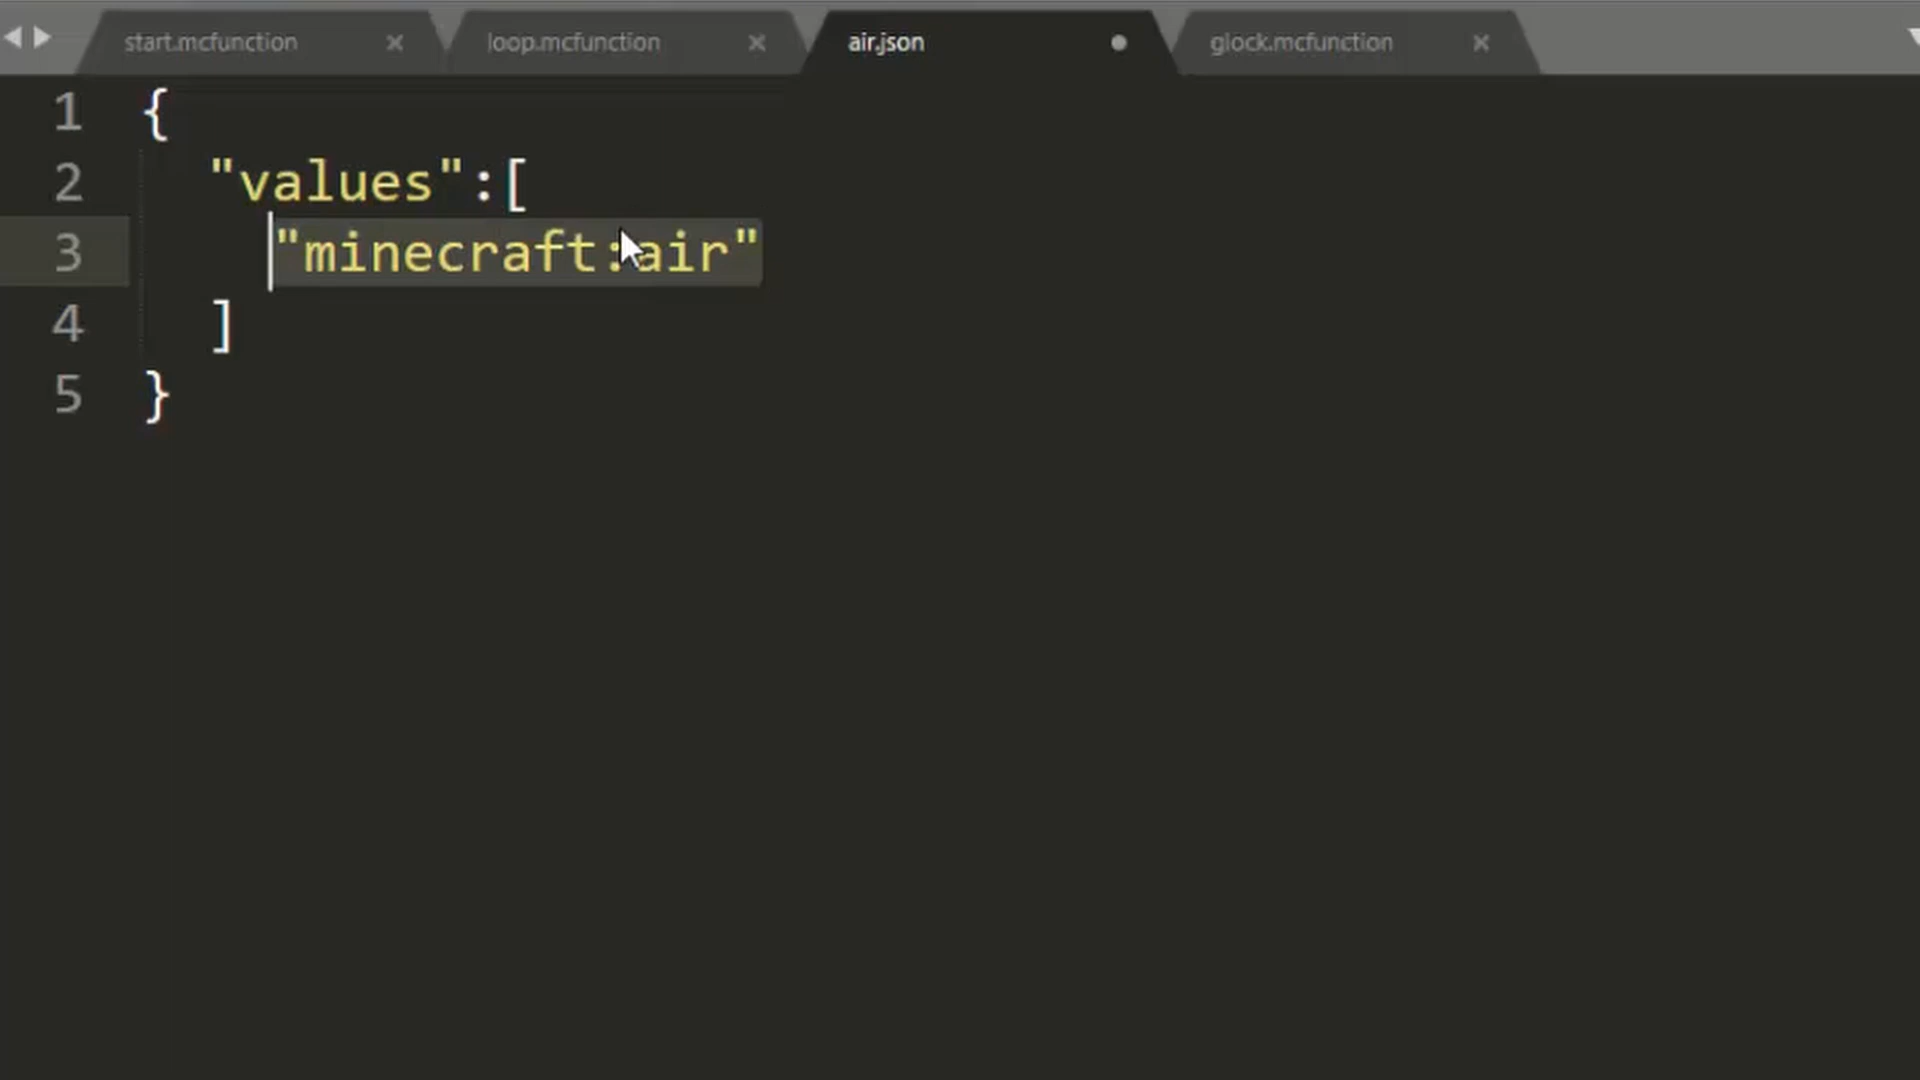 start.mcfunction × loop.mcfunction × air.json glock.mcfunction ×
1 {
2 "values":[
3 "minecraft:air"
4 ]
5 }